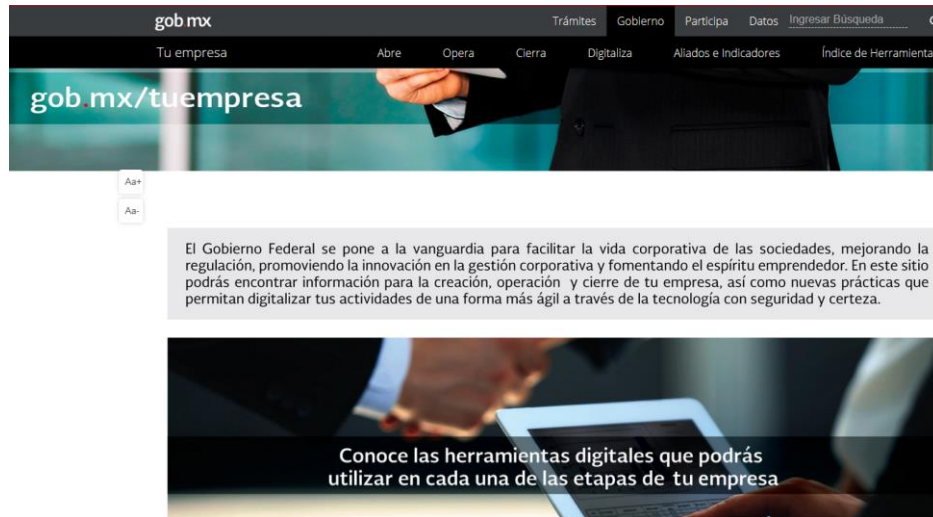 gob.mx
Trámites Gobierno Participa Datos Ingresar Búsqueda
Tu empresa Abre Opera Cierra Digitaliza Aliados e Indicadores Índice de Herramienta
gob.mx/tuempresa
Aa+
Aa-
El Gobierno Federal se pone a la vanguardia para facilitar la vida corporativa de las sociedades, mejorando la
regulación, promoviendo la innovación en la gestión corporativa y fomentando el espíritu emprendedor. En este sitio
podrás encontrar información para la creación, operación y cierre de tu empresa, así como nuevas prácticas que
permitan digitalizar tus actividades de una forma más ágil a través de la tecnología con seguridad y certeza.
Conoce las herramientas digitales que podrás
utilizar en cada una de las etapas de tu empresa